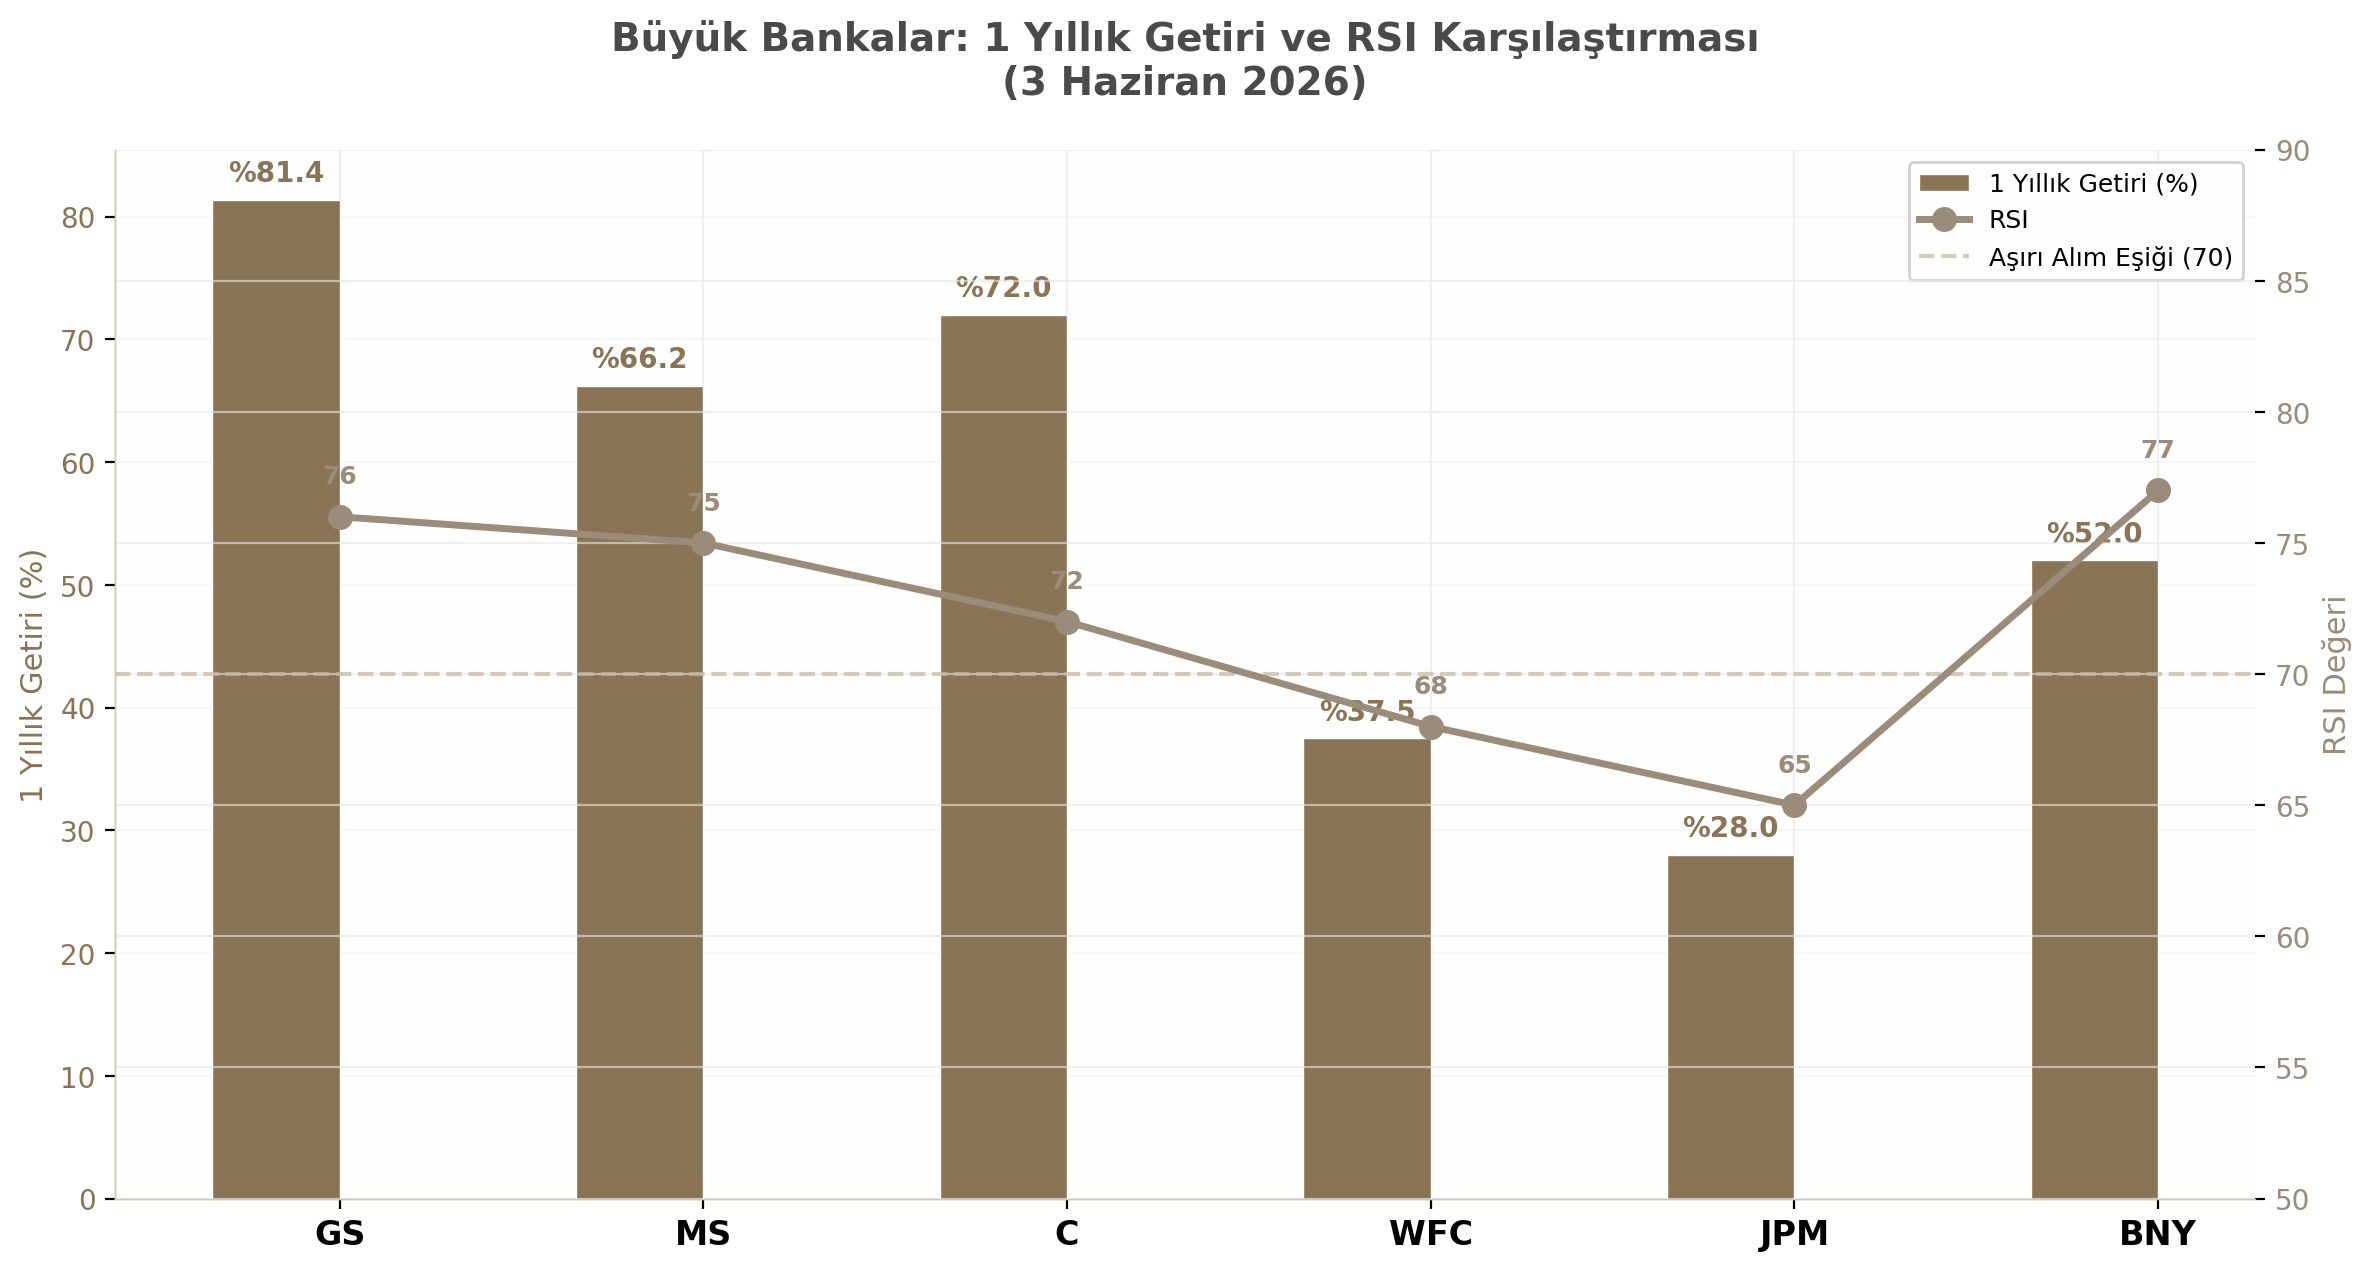 Büyük Bankalar: 1 Yıllık Getiri ve RSI Karşılaştırması
(3 Haziran 2026)
1 Yıllık Getiri (%)
RSI
Aşırı Alım Eşiği (70)
1 Yıllık Getiri (%)
80
70
60
50
40
30
20
10
0
%81.4
%66.2
%72.0
%37.5
%28.0
%52.0
76
75
72
68
65
77
90
85
80
75
70
65
60
55
50
RSI Değeri
GS
MS
C
WFC
JPM
BNY